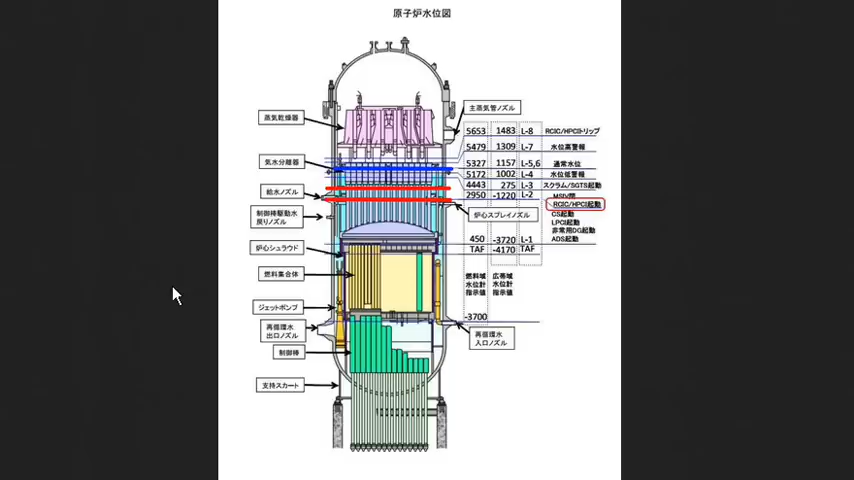 原子炉水位図
主蒸気管ノズル
蒸気乾燥器
5653 1483 L-8 RCIC/HPCIトリップ
5479 1309 L-7 水位高警報
気水分離器
5327 1157 L-5,6 通常水位
5172 1002 L-4 水位低警報
4443 275 L-3 スクラム/SGTS起動
給水ノズル
2950 -1220 L-2
RCIC/HPCI起動
制御棒駆動水
戻りノズル
炉心スプレイノズル
CS起動
LPCI起動
非常用DG起動
450 -3720 L-1 ADS起動
炉心シュラウド
TAF -4170 TAF
燃料集合体
燃料域
水位計
指示値
広帯域
水位計
指示値
ジェットポンプ
-3700
再循環水
出口ノズル
再循環水
入口ノズル
制御棒
支持スカート